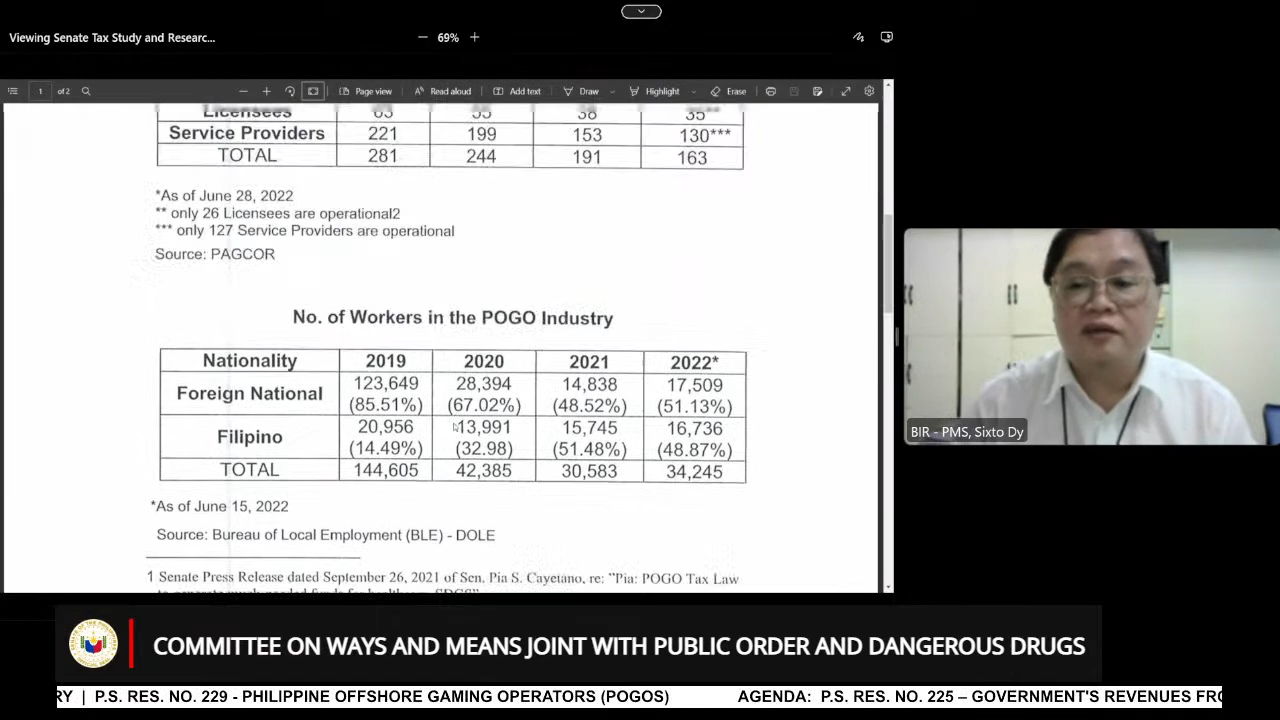 Viewing Senate Tax Study and Researc...
69%
1 of 2
Page view
Read aloud
Add text
Draw
Highlight
Erase
Licensees 63 55 38 35**
Service Providers 221 199 153 130***
TOTAL 281 244 191 163
*As of June 28, 2022
** only 26 Licensees are operational2
*** only 127 Service Providers are operational
Source: PAGCOR
No. of Workers in the POGO Industry
Nationality 2019 2020 2021 2022*
Foreign National 123,649 28,394 14,838 17,509
(85.51%) (67.02%) (48.52%) (51.13%)
Filipino 20,956 13,991 15,745 16,736
(14.49%) (32.98) (51.48%) (48.87%)
TOTAL 144,605 42,385 30,583 34,245
*As of June 15, 2022
Source: Bureau of Local Employment (BLE) - DOLE
1 Senate Press Release dated September 26, 2021 of Sen. Pia S. Cayetano, re: "Pia: POGO Tax Law
BIR - PMS, Sixto Dy
COMMITTEE ON WAYS AND MEANS JOINT WITH PUBLIC ORDER AND DANGEROUS DRUGS
RY | P.S. RES. NO. 229 - PHILIPPINE OFFSHORE GAMING OPERATORS (POGOS) AGENDA: P.S. RES. NO. 225 – GOVERNMENT'S REVENUES FR